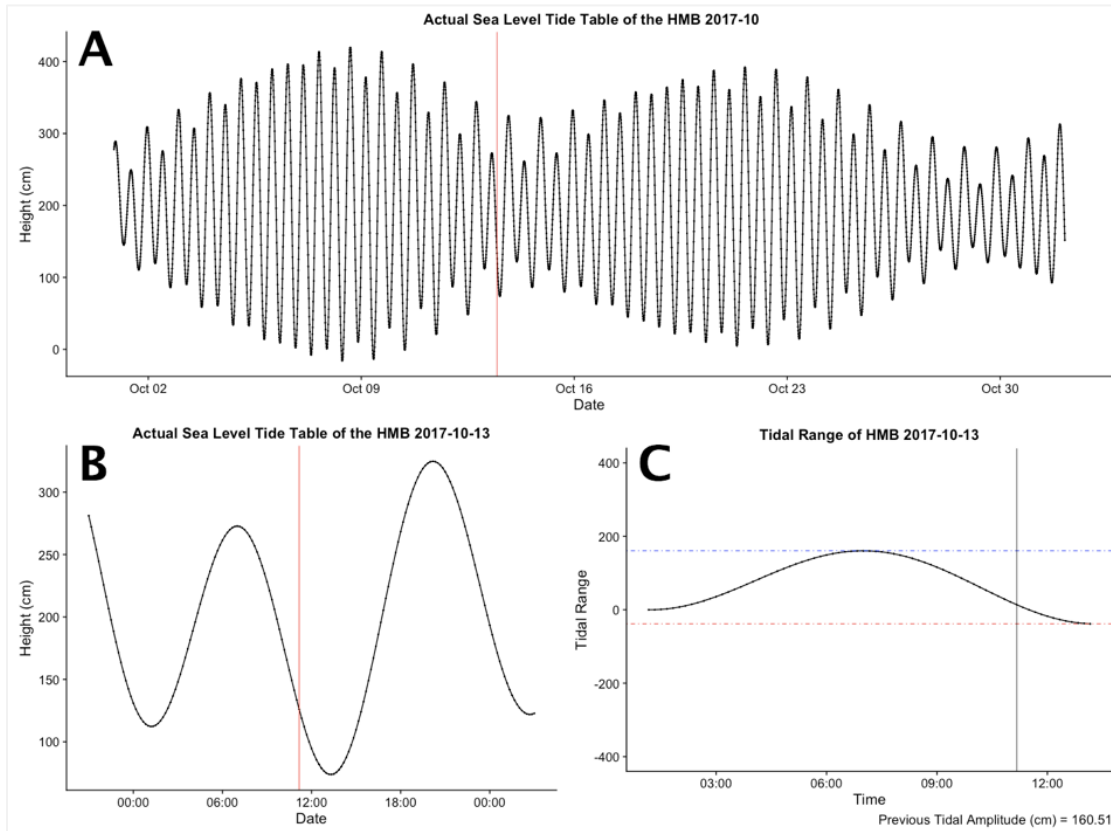 Actual Sea Level Tide Table of the HMB 2017-10
A
Height (cm)
400
300
200
100
0
Oct 02 Oct 09 Oct 16 Oct 23 Oct 30
Date
Actual Sea Level Tide Table of the HMB 2017-10-13
B
Height (cm)
300
250
200
150
100
00:00 06:00 12:00 18:00 00:00
Date
Tidal Range of HMB 2017-10-13
C
Tidal Range
400
200
0
-200
-400
03:00 06:00 09:00 12:00
Time
Previous Tidal Amplitude (cm) = 160.51